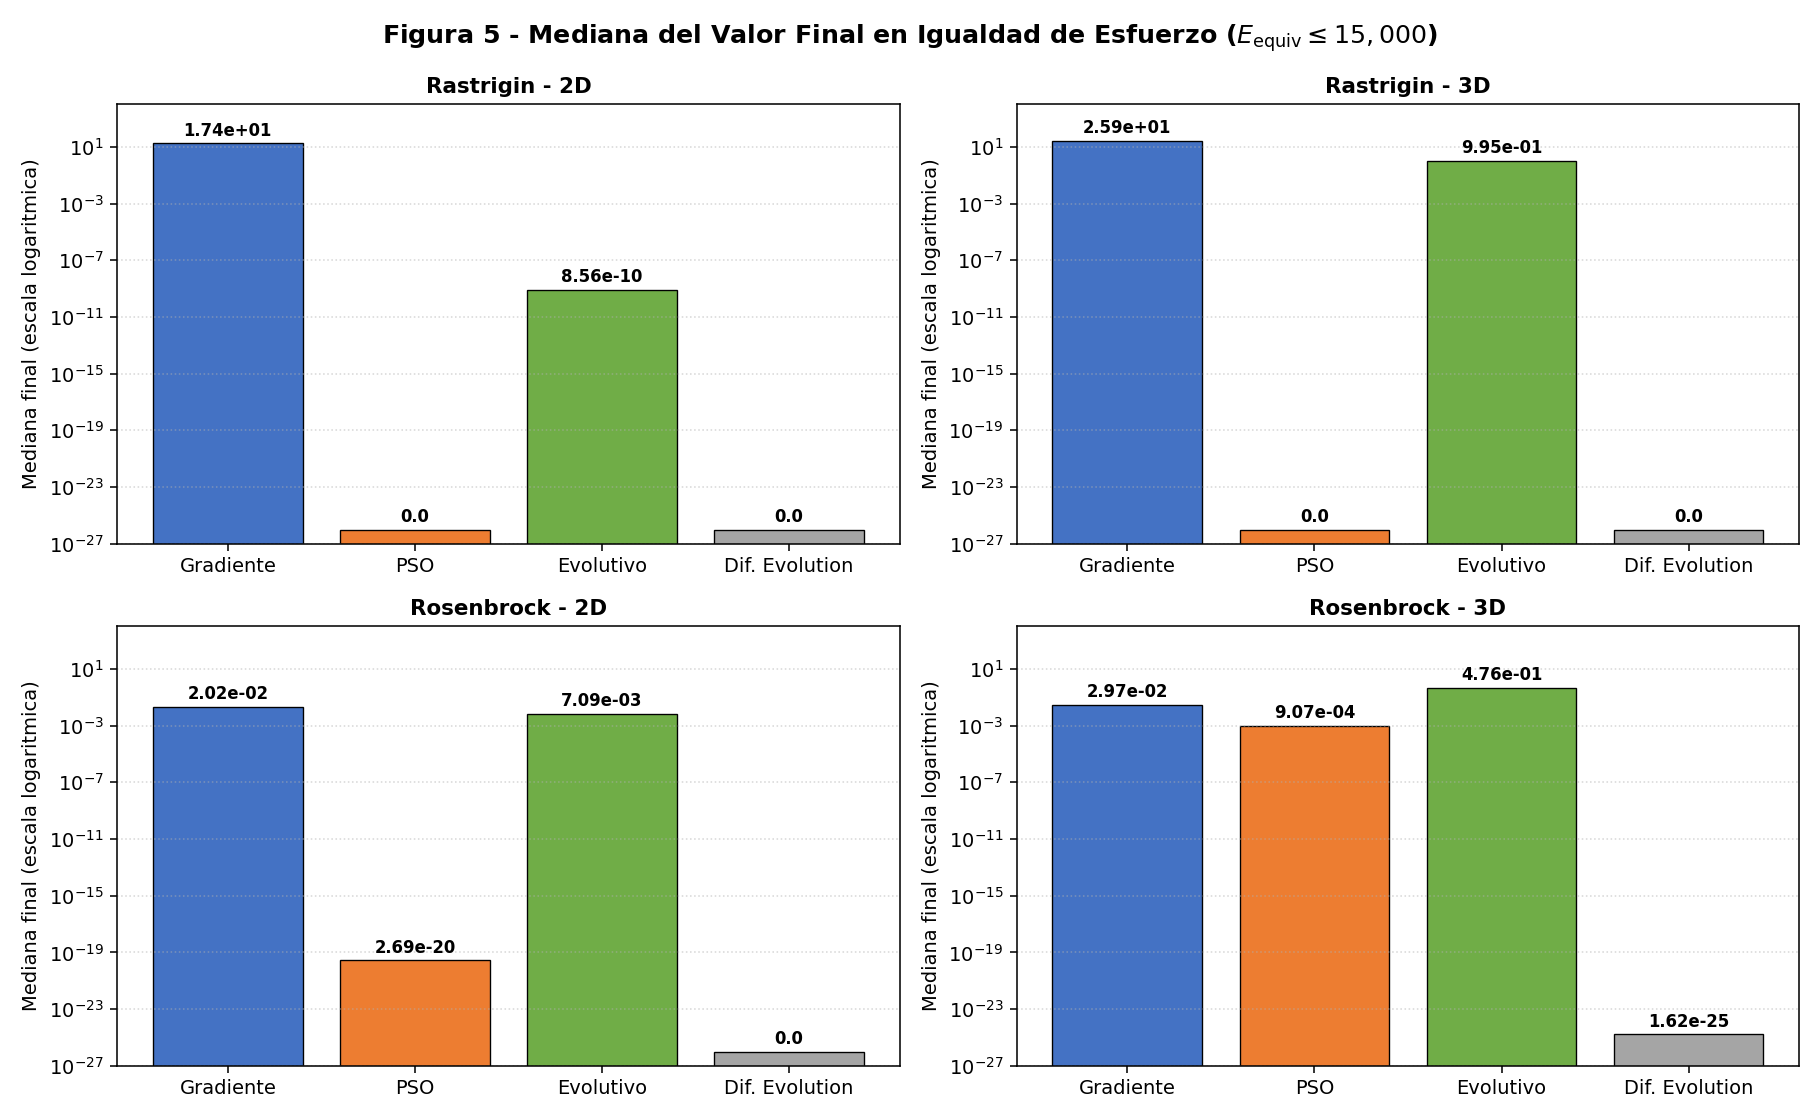 Figura 5 - Mediana del Valor Final en Igualdad de Esfuerzo (E_equiv ≤ 15,000)
Rastrigin - 2D
Mediana final (escala logaritmica)
10^1
10^−3
10^−7
10^−11
10^−15
10^−19
10^−23
10^−27
1.74e+01
0.0
8.56e-10
0.0
Gradiente PSO Evolutivo Dif. Evolution
Rastrigin - 3D
Mediana final (escala logaritmica)
10^1
10^−3
10^−7
10^−11
10^−15
10^−19
10^−23
10^−27
2.59e+01
0.0
9.95e-01
0.0
Gradiente PSO Evolutivo Dif. Evolution
Rosenbrock - 2D
Mediana final (escala logaritmica)
10^1
10^−3
10^−7
10^−11
10^−15
10^−19
10^−23
10^−27
2.02e-02
2.69e-20
7.09e-03
0.0
Gradiente PSO Evolutivo Dif. Evolution
Rosenbrock - 3D
Mediana final (escala logaritmica)
10^1
10^−3
10^−7
10^−11
10^−15
10^−19
10^−23
10^−27
2.97e-02
9.07e-04
4.76e-01
1.62e-25
Gradiente PSO Evolutivo Dif. Evolution